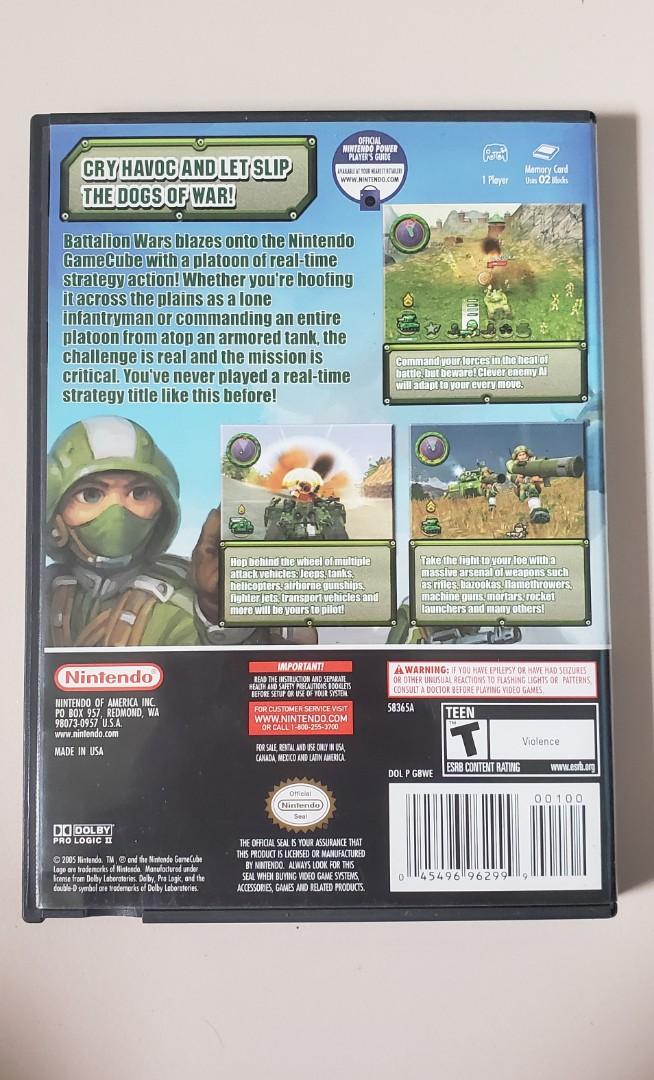 CRY HAVOC AND LET SLIP
THE DOGS OF WAR!
OFFICIAL
NINTENDO POWER
PLAYER'S GUIDE
AVAILABLE AT YOUR NEAREST RETAILER!
WWW.NINTENDO.COM
1 Player
Memory Card
Uses 02 Blocks
Battalion Wars blazes onto the Nintendo
GameCube with a platoon of real-time
strategy action! Whether you're hoofing
it across the plains as a lone
infantryman or commanding an entire
platoon from atop an armored tank, the
challenge is real and the mission is
critical. You've never played a real-time
strategy title like this before!
Command your forces in the heat of
battle, but beware! Clever enemy AI
will adapt to your every move.
Hop behind the wheel of multiple
attack vehicles: Jeeps, tanks,
helicopters, airborne gunships,
fighter jets, transport vehicles and
more will be yours to pilot!
Take the fight to your foe with a
massive arsenal of weapons such
as rifles, bazookas, flamethrowers,
machine guns, mortars, rocket
launchers and many others!
Nintendo®
NINTENDO OF AMERICA INC.
PO BOX 957, REDMOND, WA
98073-0957 U.S.A.
www.nintendo.com
MADE IN USA
IMPORTANT!
READ THE INSTRUCTION AND SEPARATE
HEALTH AND SAFETY PRECAUTIONS BOOKLETS
BEFORE SETUP OR USE OF YOUR SYSTEM.
FOR CUSTOMER SERVICE VISIT
WWW.NINTENDO.COM
OR CALL 1-800-255-3700
FOR SALE, RENTAL AND USE ONLY IN USA,
CANADA, MEXICO AND LATIN AMERICA.
WARNING: IF YOU HAVE EPILEPSY OR HAVE HAD SEIZURES
OR OTHER UNUSUAL REACTIONS TO FLASHING LIGHTS OR PATTERNS,
CONSULT A DOCTOR BEFORE PLAYING VIDEO GAMES.
58365A
TEEN
T
TM
Violence
ESRB CONTENT RATING www.esrb.org
DOL P G8WE
Official
Nintendo
Seal
THE OFFICIAL SEAL IS YOUR ASSURANCE THAT
THIS PRODUCT IS LICENSED OR MANUFACTURED
BY NINTENDO. ALWAYS LOOK FOR THIS
SEAL WHEN BUYING VIDEO GAME SYSTEMS,
ACCESSORIES, GAMES AND RELATED PRODUCTS.
DOLBY
PRO LOGIC II
© 2005 Nintendo. TM, ® and the Nintendo GameCube
Logo are trademarks of Nintendo. Manufactured under
license from Dolby Laboratories. Dolby, Pro Logic, and the
double-D symbol are trademarks of Dolby Laboratories.
00100
0 45496 96299 9